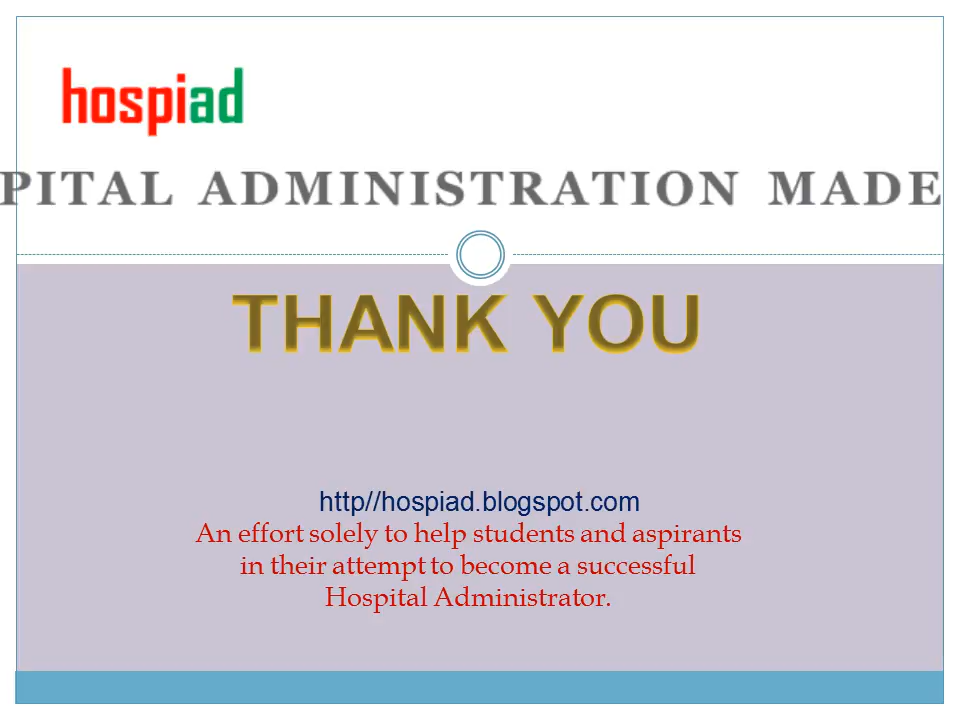 hospiad
PITAL ADMINISTRATION MADE
THANK YOU
http//hospiad.blogspot.com
An effort solely to help students and aspirants
in their attempt to become a successful
Hospital Administrator.